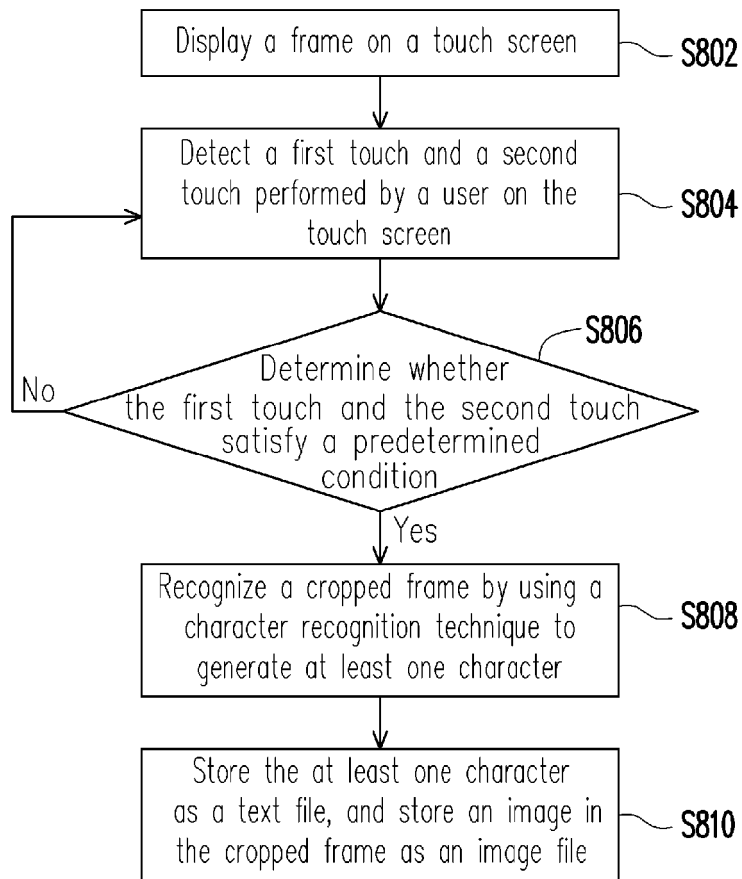 Display a frame on a touch screen
S802
Detect a first touch and a second
touch performed by a user on the
touch screen
S804
S806
Determine whether
the first touch and the second touch
satisfy a predetermined
condition
No
Yes
Recognize a cropped frame by using a
character recognition technique to
generate at least one character
S808
Store the at least one character
as a text file, and store an image in
the cropped frame as an image file
S810